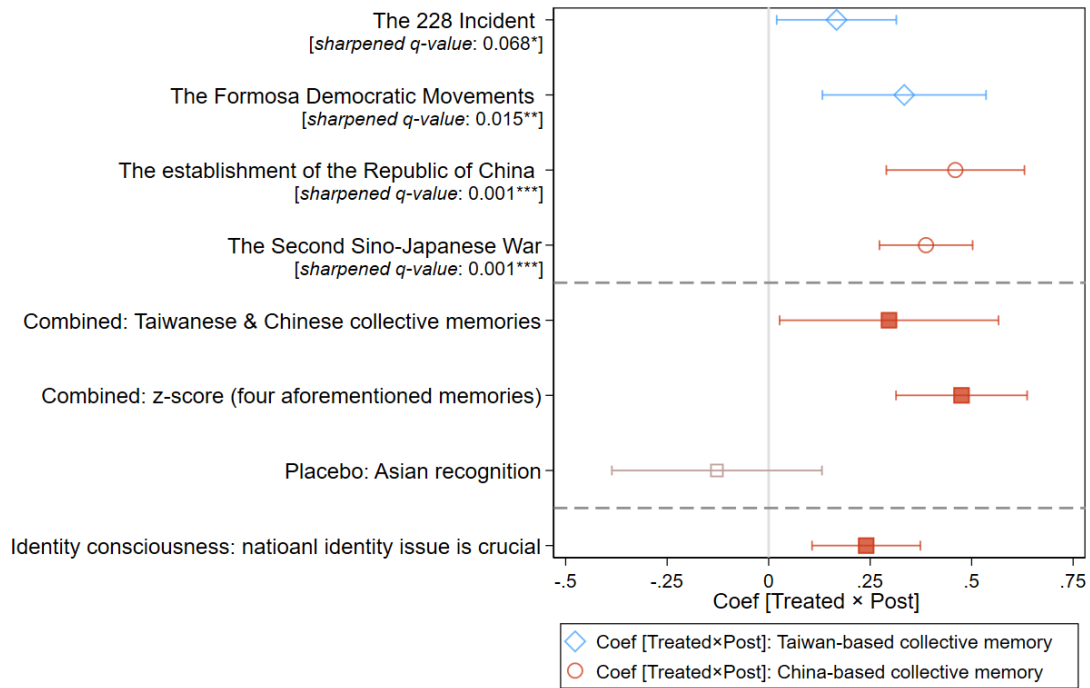 The 228 Incident
[sharpened q-value: 0.068*]
The Formosa Democratic Movements
[sharpened q-value: 0.015**]
The establishment of the Republic of China
[sharpened q-value: 0.001***]
The Second Sino-Japanese War
[sharpened q-value: 0.001***]
Combined: Taiwanese & Chinese collective memories
Combined: z-score (four aforementioned memories)
Placebo: Asian recognition
Identity consciousness: natioanl identity issue is crucial
-.5 -.25 0 .25 .5 .75
Coef [Treated × Post]
Coef [Treated×Post]: Taiwan-based collective memory
Coef [Treated×Post]: China-based collective memory